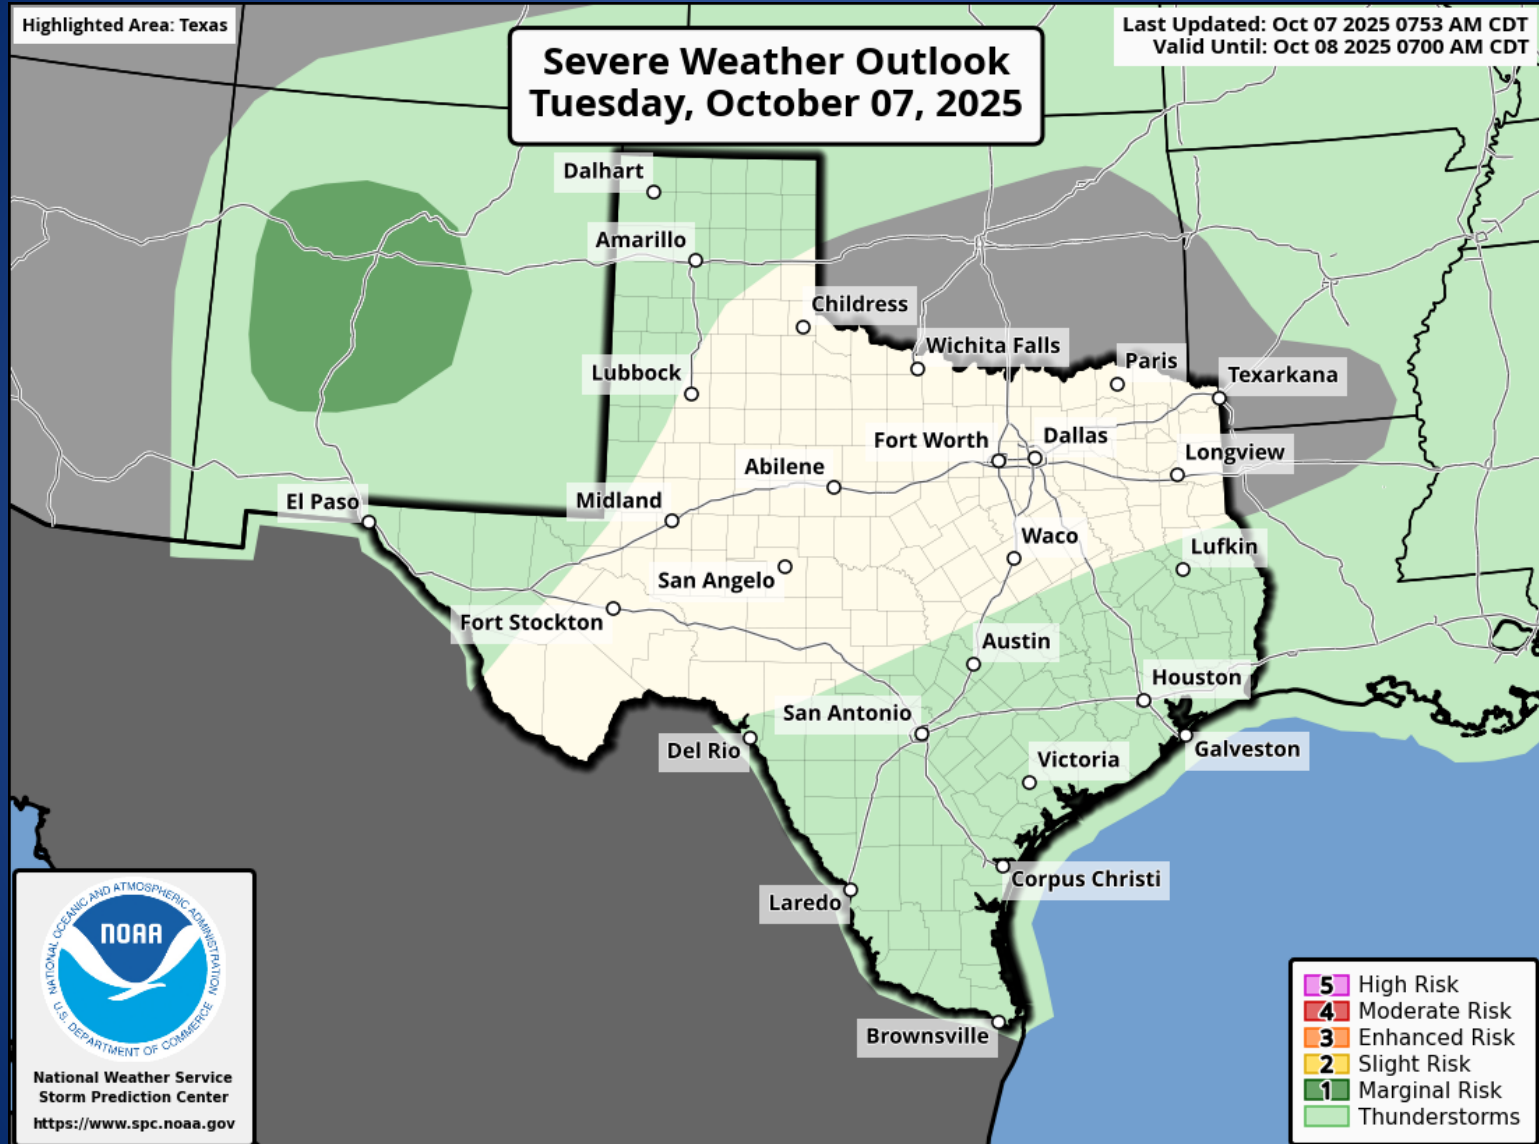 Highlighted Area: Texas
Severe Weather Outlook
Tuesday, October 07, 2025
Last Updated: Oct 07 2025 0753 AM CDT
Valid Until: Oct 08 2025 0700 AM CDT
Dalhart
Amarillo
Childress
Wichita Falls
Paris
Texarkana
Lubbock
Fort Worth
Dallas
Longview
Abilene
Midland
El Paso
Waco
Lufkin
San Angelo
Fort Stockton
Austin
Houston
San Antonio
Del Rio
Galveston
Victoria
Corpus Christi
Laredo
Brownsville
NATIONAL OCEANIC AND ATMOSPHERIC ADMINISTRATION
NOAA
U.S. DEPARTMENT OF COMMERCE
National Weather Service
Storm Prediction Center
https://www.spc.noaa.gov
5 High Risk
4 Moderate Risk
3 Enhanced Risk
2 Slight Risk
1 Marginal Risk
Thunderstorms